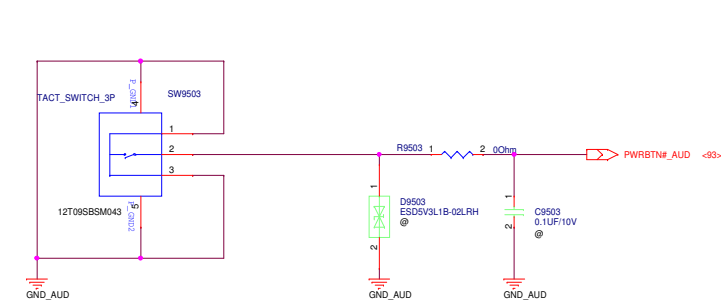 TACT_SWITCH_3P
P_GND1
4
SW9503
1
2
3
12T09SBSM043
P_GND2
5
R9503 1 2 0Ohm
PWRBTN#_AUD <93>
1
D9503
ESD5V3L1B-02LRH
@
2
1
C9503
0.1UF/10V
@
2
GND_AUD
GND_AUD
GND_AUD